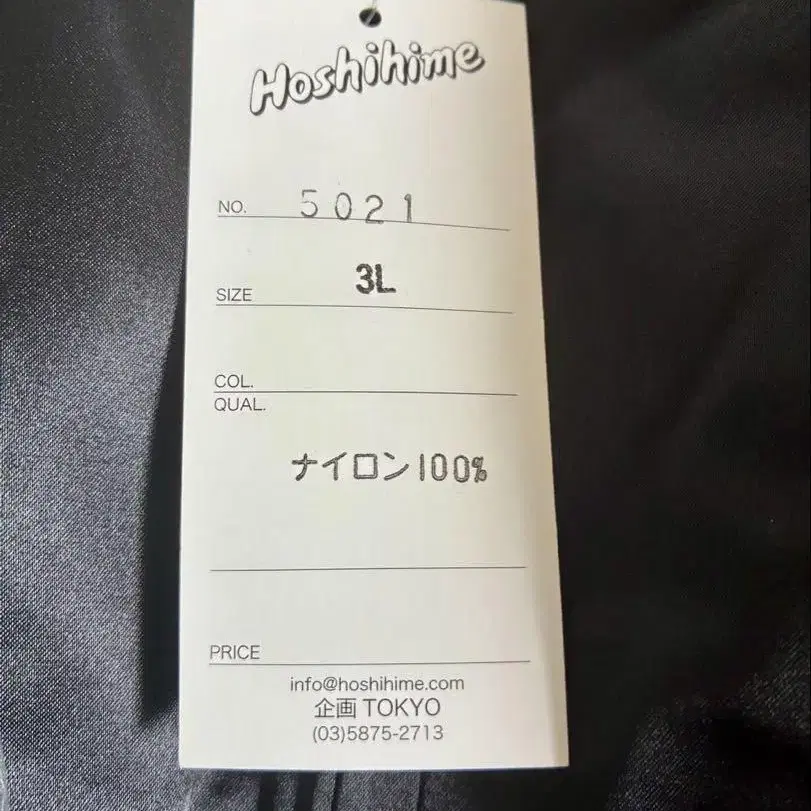 Hoshihime
NO. 5021
SIZE 3L
COL.
QUAL.
ナイロン100%
PRICE
info@hoshihime.com
企画 TOKYO
(03)5875-2713